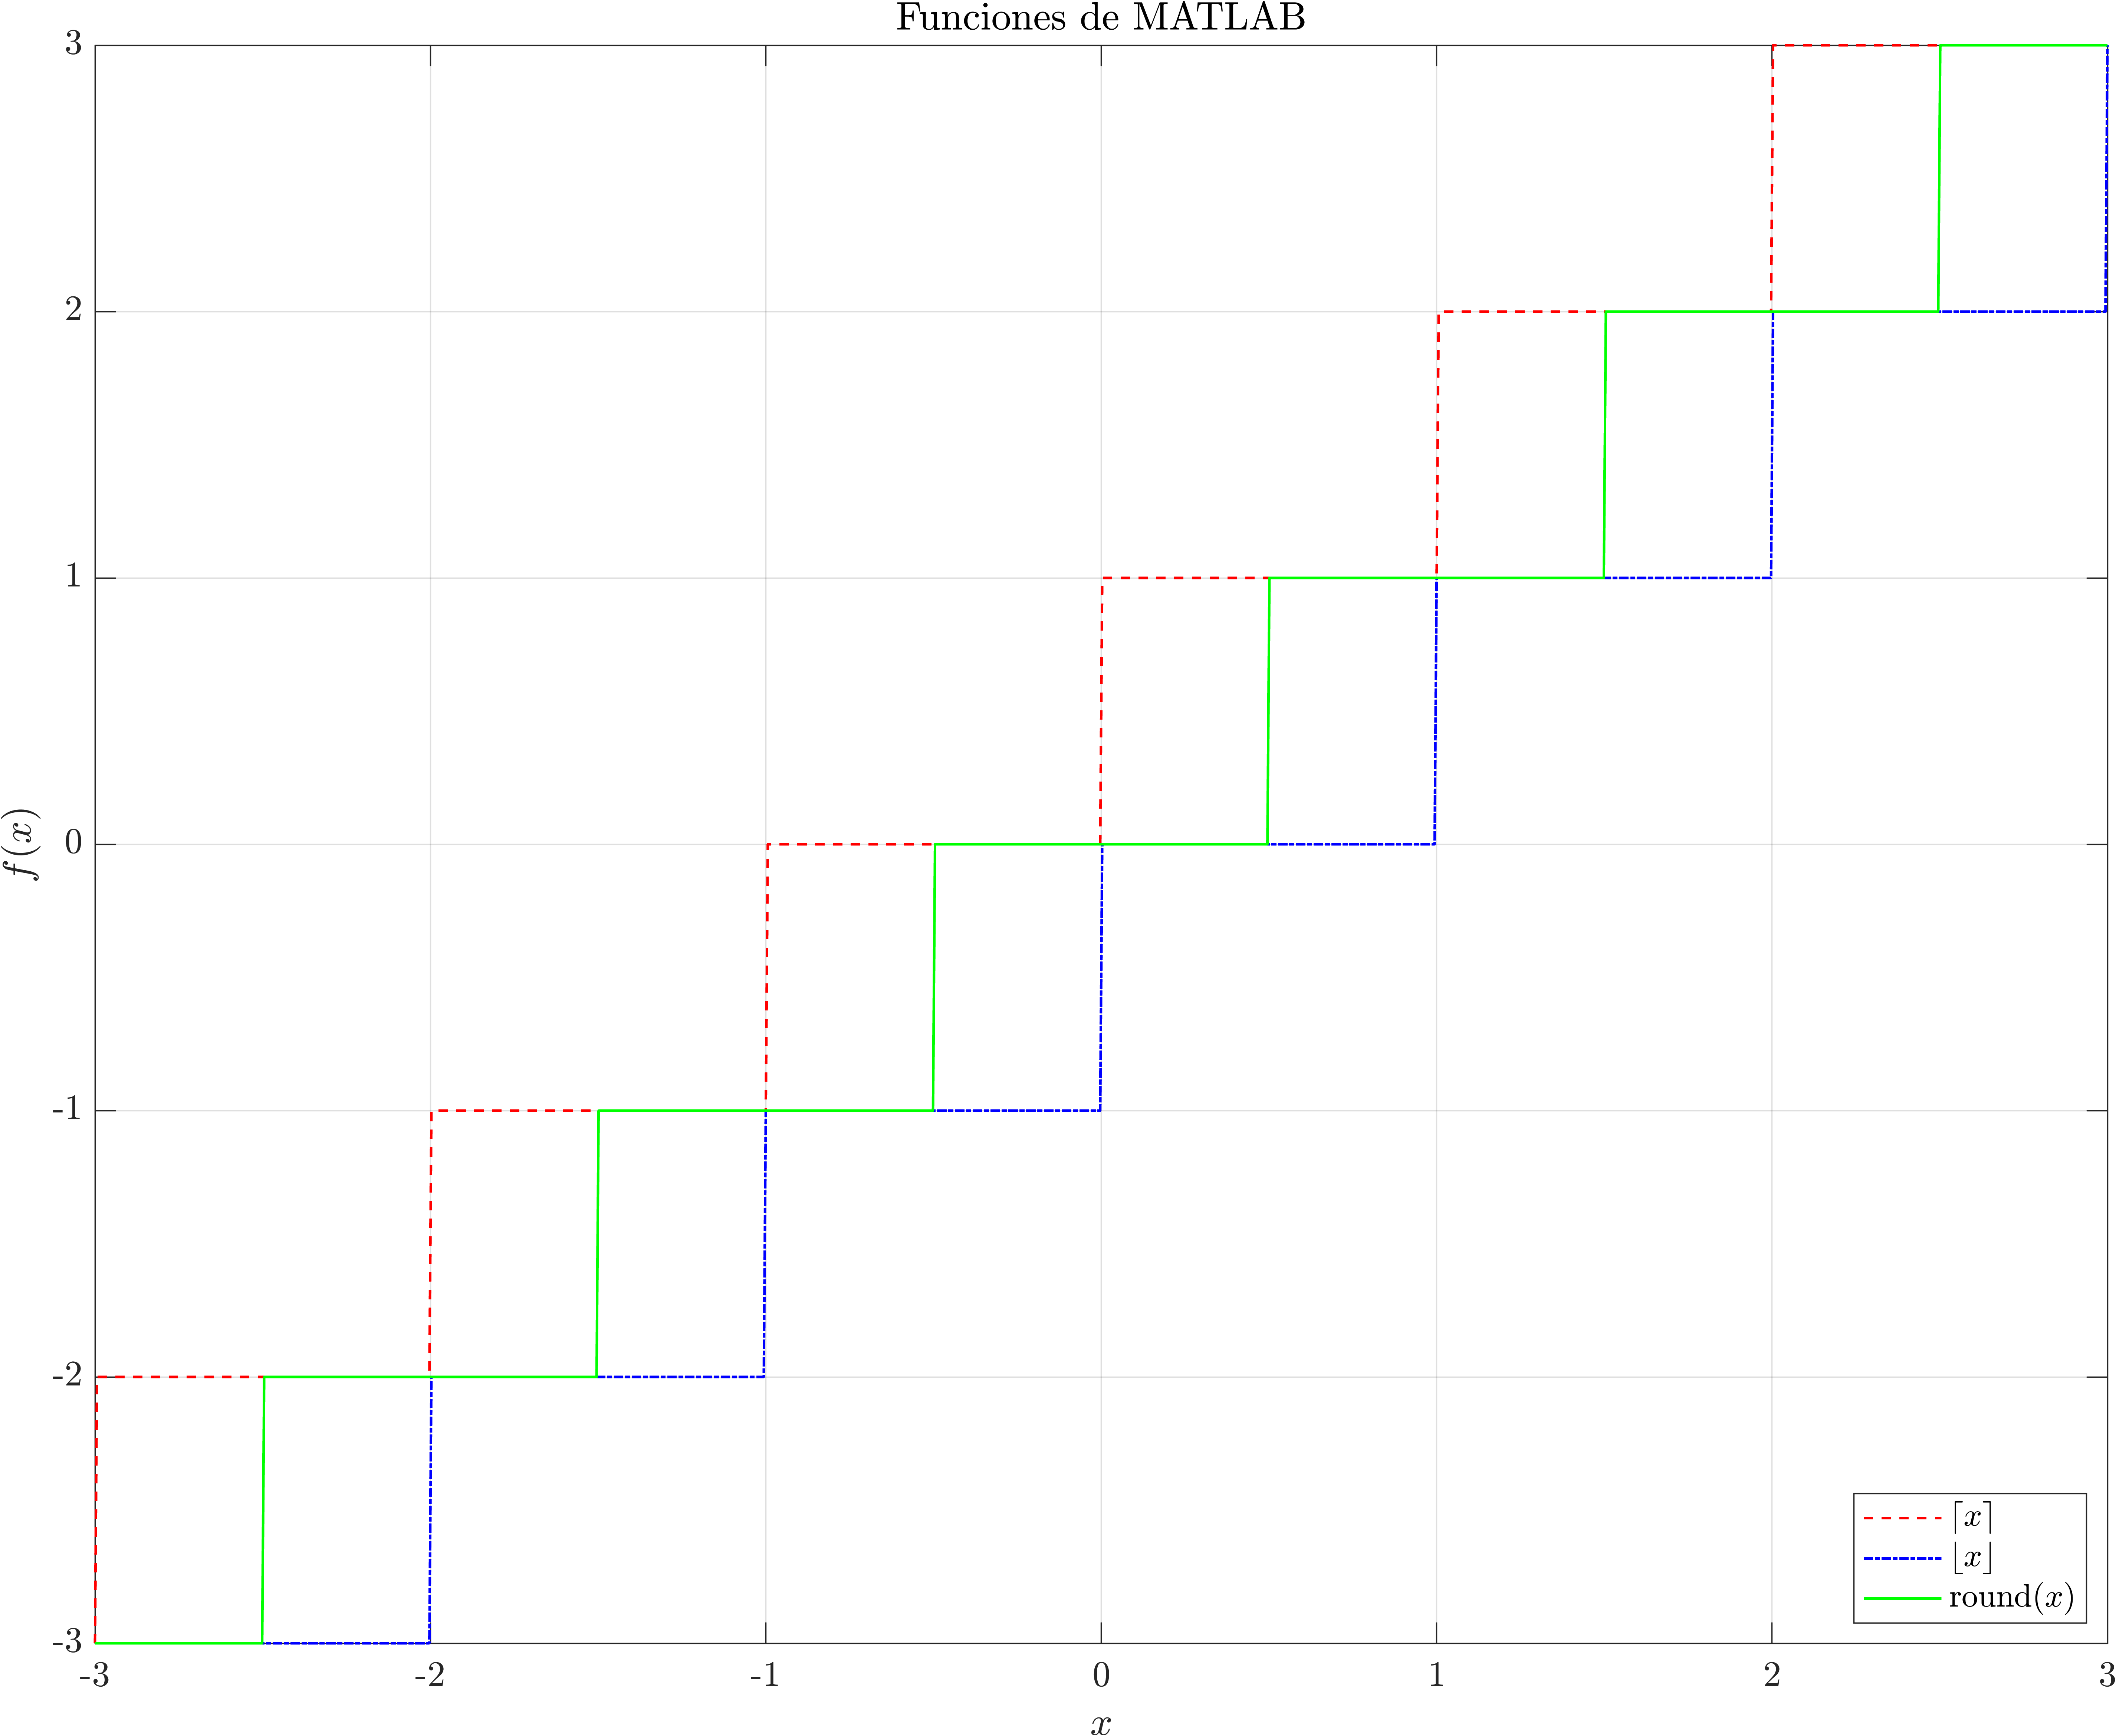 Funciones de MATLAB
3
2
1
0
-1
-2
-3
f(x)
-3 -2 -1 0 1 2 3
x
⌈x⌉
⌊x⌋
round(x)